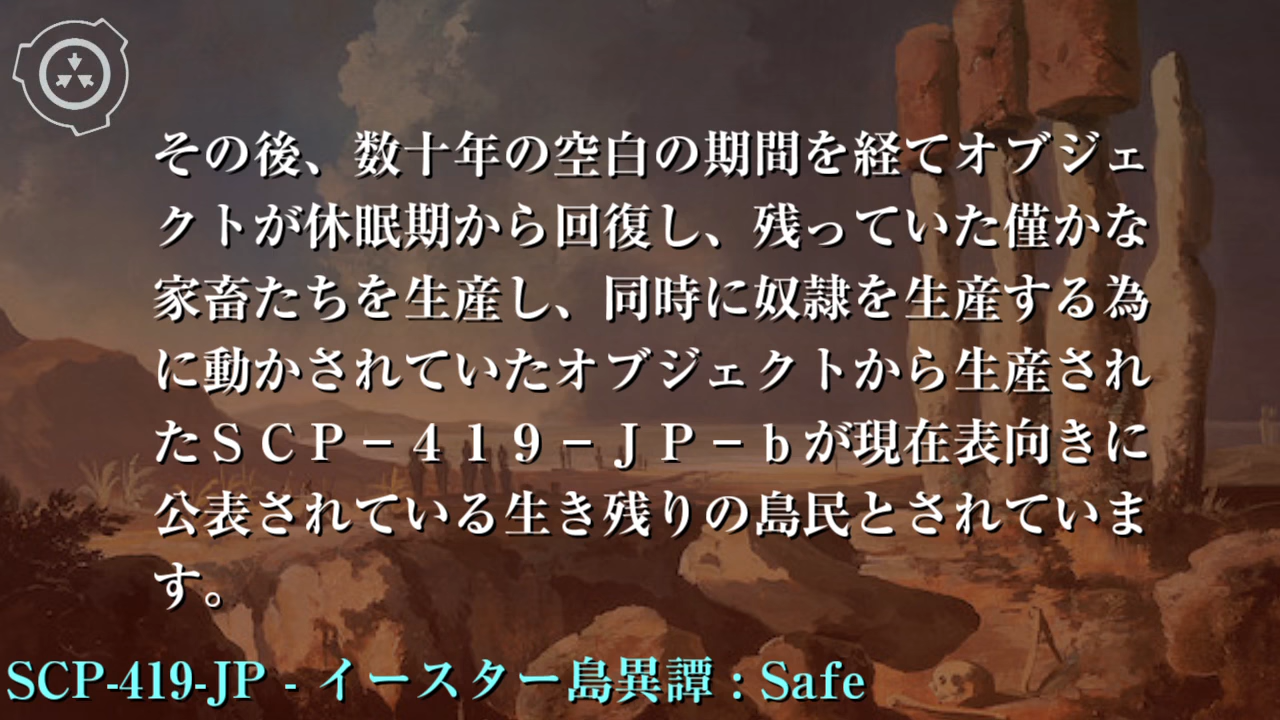 その後、数十年の空白の期間を経てオブジェ
クトが休眠期から回復し、残っていた僅かな
家畜たちを生産し、同時に奴隷を生産する為
に動かされていたオブジェクトから生産され
たＳＣＰ－４１９－ＪＰ－ｂが現在表向きに
公表されている生き残りの島民とされていま
す。
SCP-419-JP - イースター島異譚 : Safe